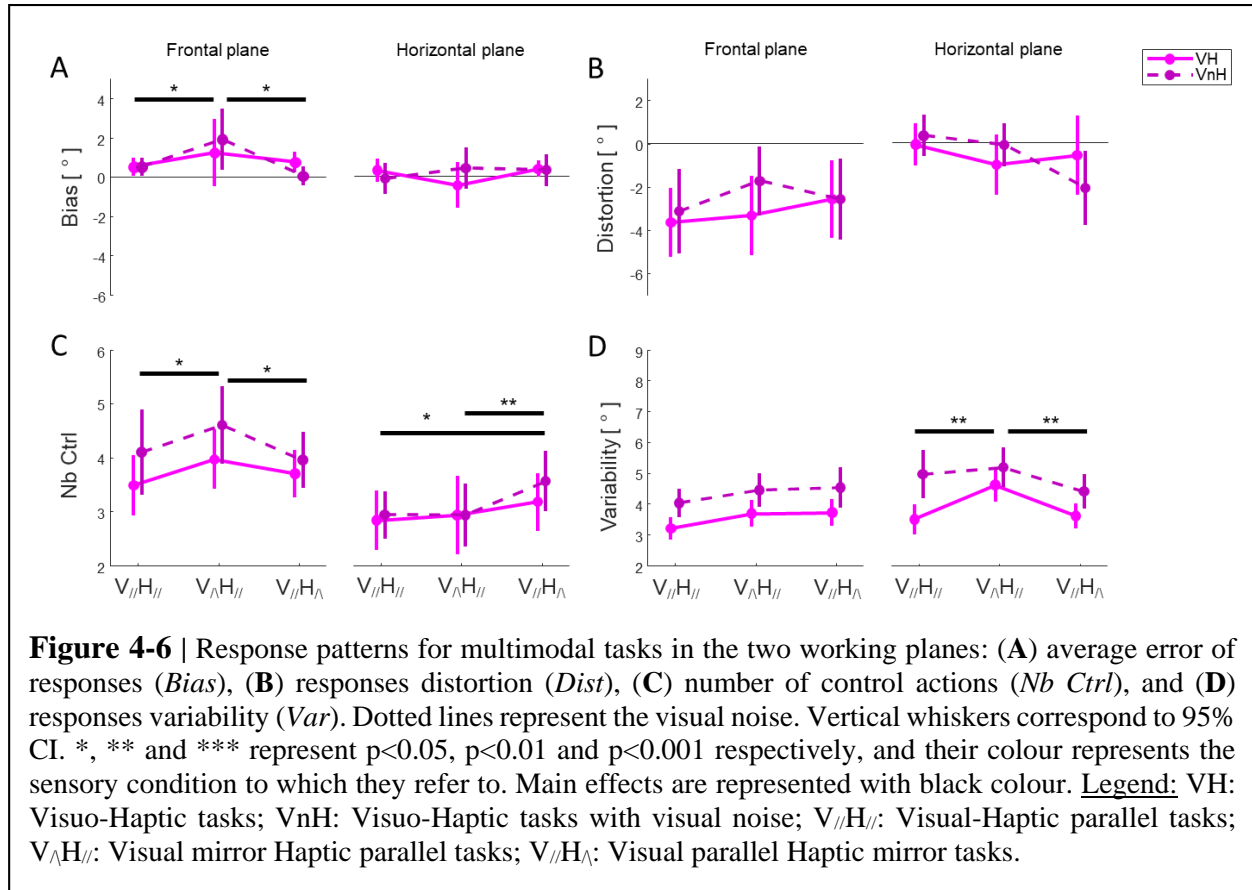 Frontal plane
Horizontal plane
Frontal plane
Horizontal plane
VH
VnH
A
Bias [ ° ]
4
2
0
-2
-4
-6
*
*
B
Distortion [ ° ]
2
0
-2
-4
-6
C
Nb Ctrl
6
5
4
3
2
*
*
*
**
V//H//
V/\H//
V//H/\
V//H//
V/\H//
V//H/\
D
Variability [ ° ]
9
8
7
6
5
4
3
2
**
**
V//H//
V/\H//
V//H/\
V//H//
V/\H//
V//H/\
Figure 4-6 | Response patterns for multimodal tasks in the two working planes: (A) average error of
responses (Bias), (B) responses distortion (Dist), (C) number of control actions (Nb Ctrl), and (D)
responses variability (Var). Dotted lines represent the visual noise. Vertical whiskers correspond to 95%
CI. *, ** and *** represent p<0.05, p<0.01 and p<0.001 respectively, and their colour represents the
sensory condition to which they refer to. Main effects are represented with black colour. Legend: VH:
Visuo-Haptic tasks; VnH: Visuo-Haptic tasks with visual noise; V//H//: Visual-Haptic parallel tasks;
V/\H//: Visual mirror Haptic parallel tasks; V//H/\: Visual parallel Haptic mirror tasks.